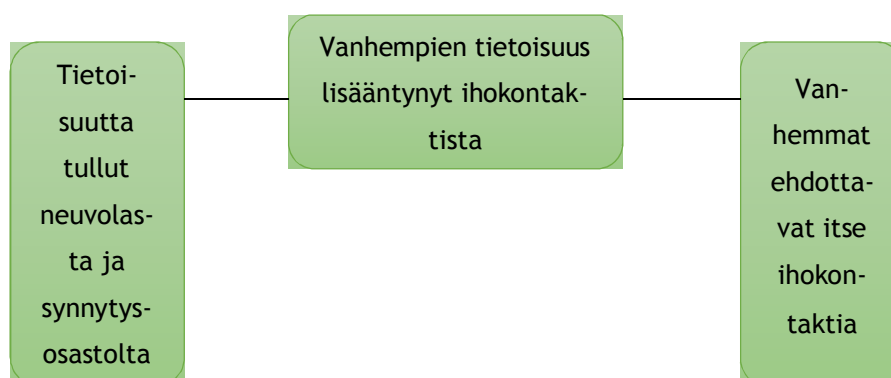 Tietoi-
suutta
tullut
neuvolas-
ta ja
synnytys-
osastolta
Vanhempien tietoisuus
lisääntynyt ihokontak-
tista
Van-
hemmat
ehdotta-
vat itse
ihokon-
taktia